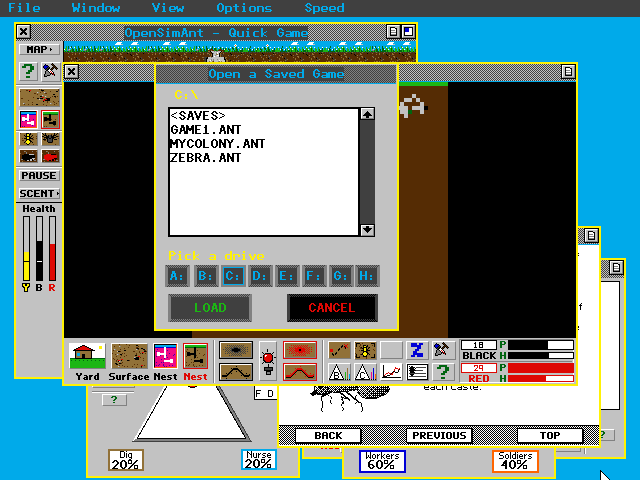 File Window View Options Speed
OpenSimAnt - Quick Game
MAP
?
Open a Saved Game
C:\
<SAVES>
GAME1.ANT
MYCOLONY.ANT
ZEBRA.ANT
Pick a drive
A: B: C: D: E: F: G: H:
LOAD CANCEL
PAUSE
SCENT
Health
Y B R
Yard Surface Nest Nest
18 P
BLACK H
29 P
RED H
?
?
F D
each caste.
BACK PREVIOUS TOP
?
Dig
20%
Nurse
20%
Workers
60%
Soldiers
40%